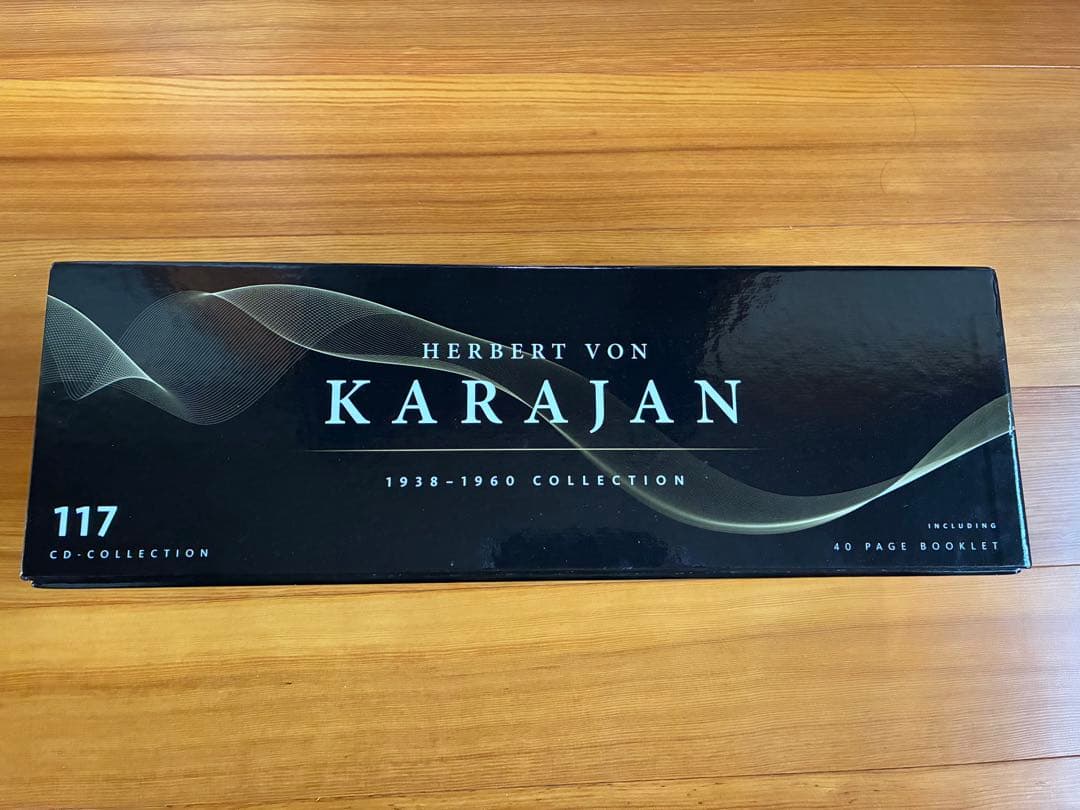 HERBERT VON
KARAJAN
1938–1960 COLLECTION
117
CD-COLLECTION
INCLUDING
40 PAGE BOOKLET